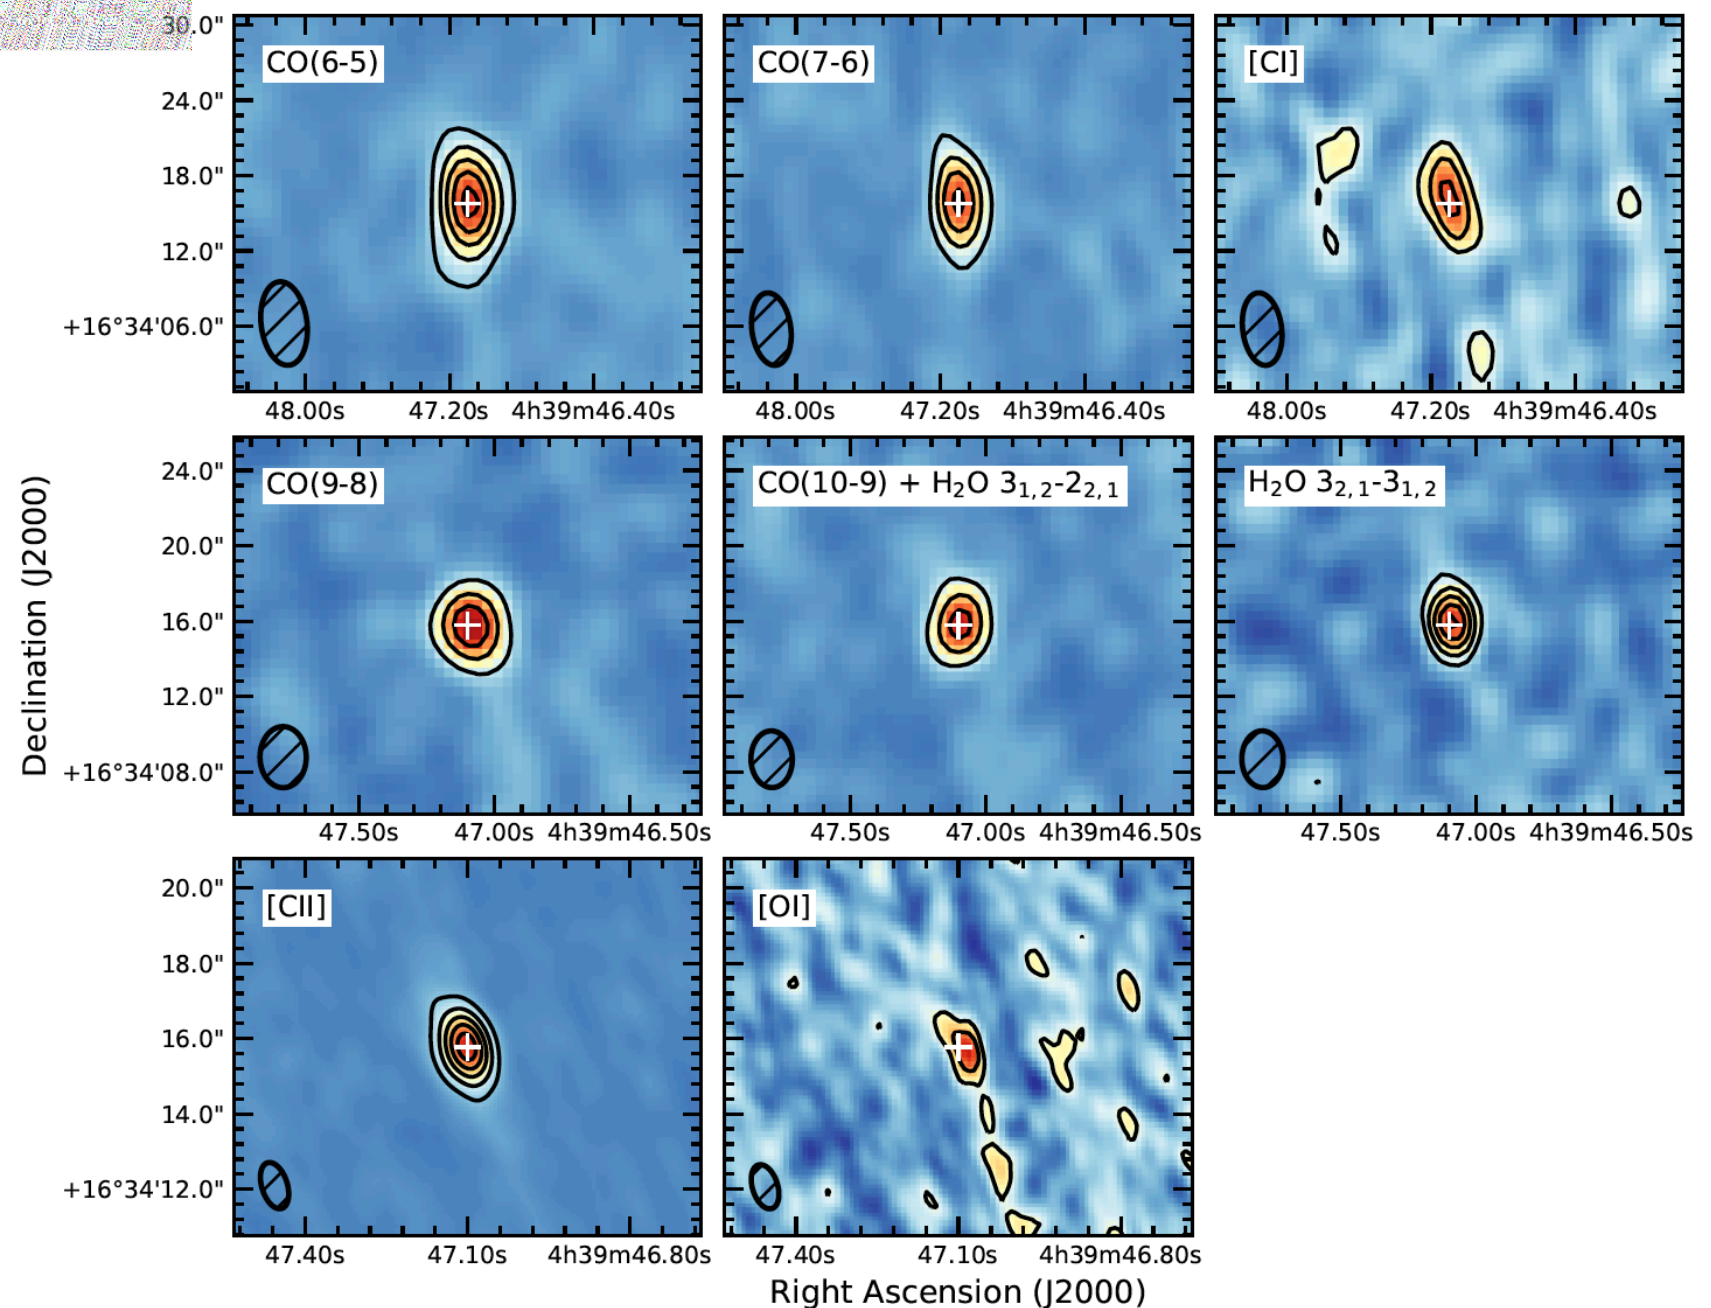 30.0"
CO(6-5)
CO(7-6)
[CI]
24.0"
18.0"
12.0"
+16°34'06.0"
48.00s 47.20s 4h39m46.40s
48.00s 47.20s 4h39m46.40s
48.00s 47.20s 4h39m46.40s
24.0"
CO(9-8)
CO(10-9) + H₂O 3₁,₂-2₂,₁
H₂O 3₂,₁-3₁,₂
20.0"
16.0"
12.0"
+16°34'08.0"
47.50s 47.00s 4h39m46.50s
47.50s 47.00s 4h39m46.50s
47.50s 47.00s 4h39m46.50s
Declination (J2000)
20.0"
[CII]
[OI]
18.0"
16.0"
14.0"
+16°34'12.0"
47.40s 47.10s 4h39m46.80s
47.40s 47.10s 4h39m46.80s
Right Ascension (J2000)